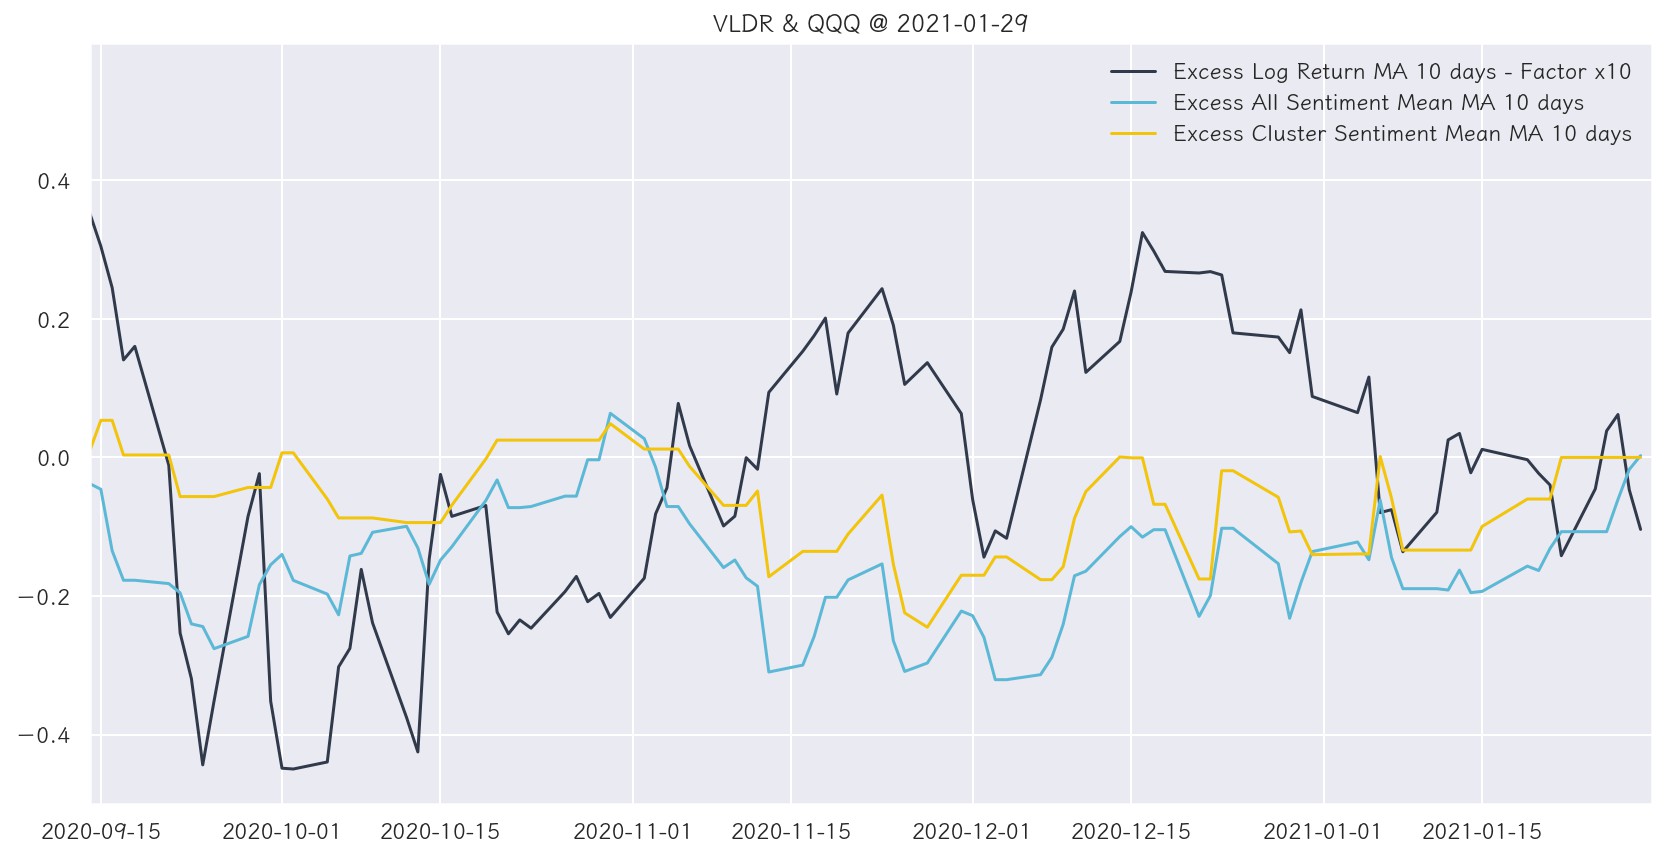 VLDR & QQQ @ 2021-01-29
Excess Log Return MA 10 days - Factor x10
Excess All Sentiment Mean MA 10 days
Excess Cluster Sentiment Mean MA 10 days
0.4
0.2
0.0
−0.2
−0.4
2020-09-15 2020-10-01 2020-10-15 2020-11-01 2020-11-15 2020-12-01 2020-12-15 2021-01-01 2021-01-15